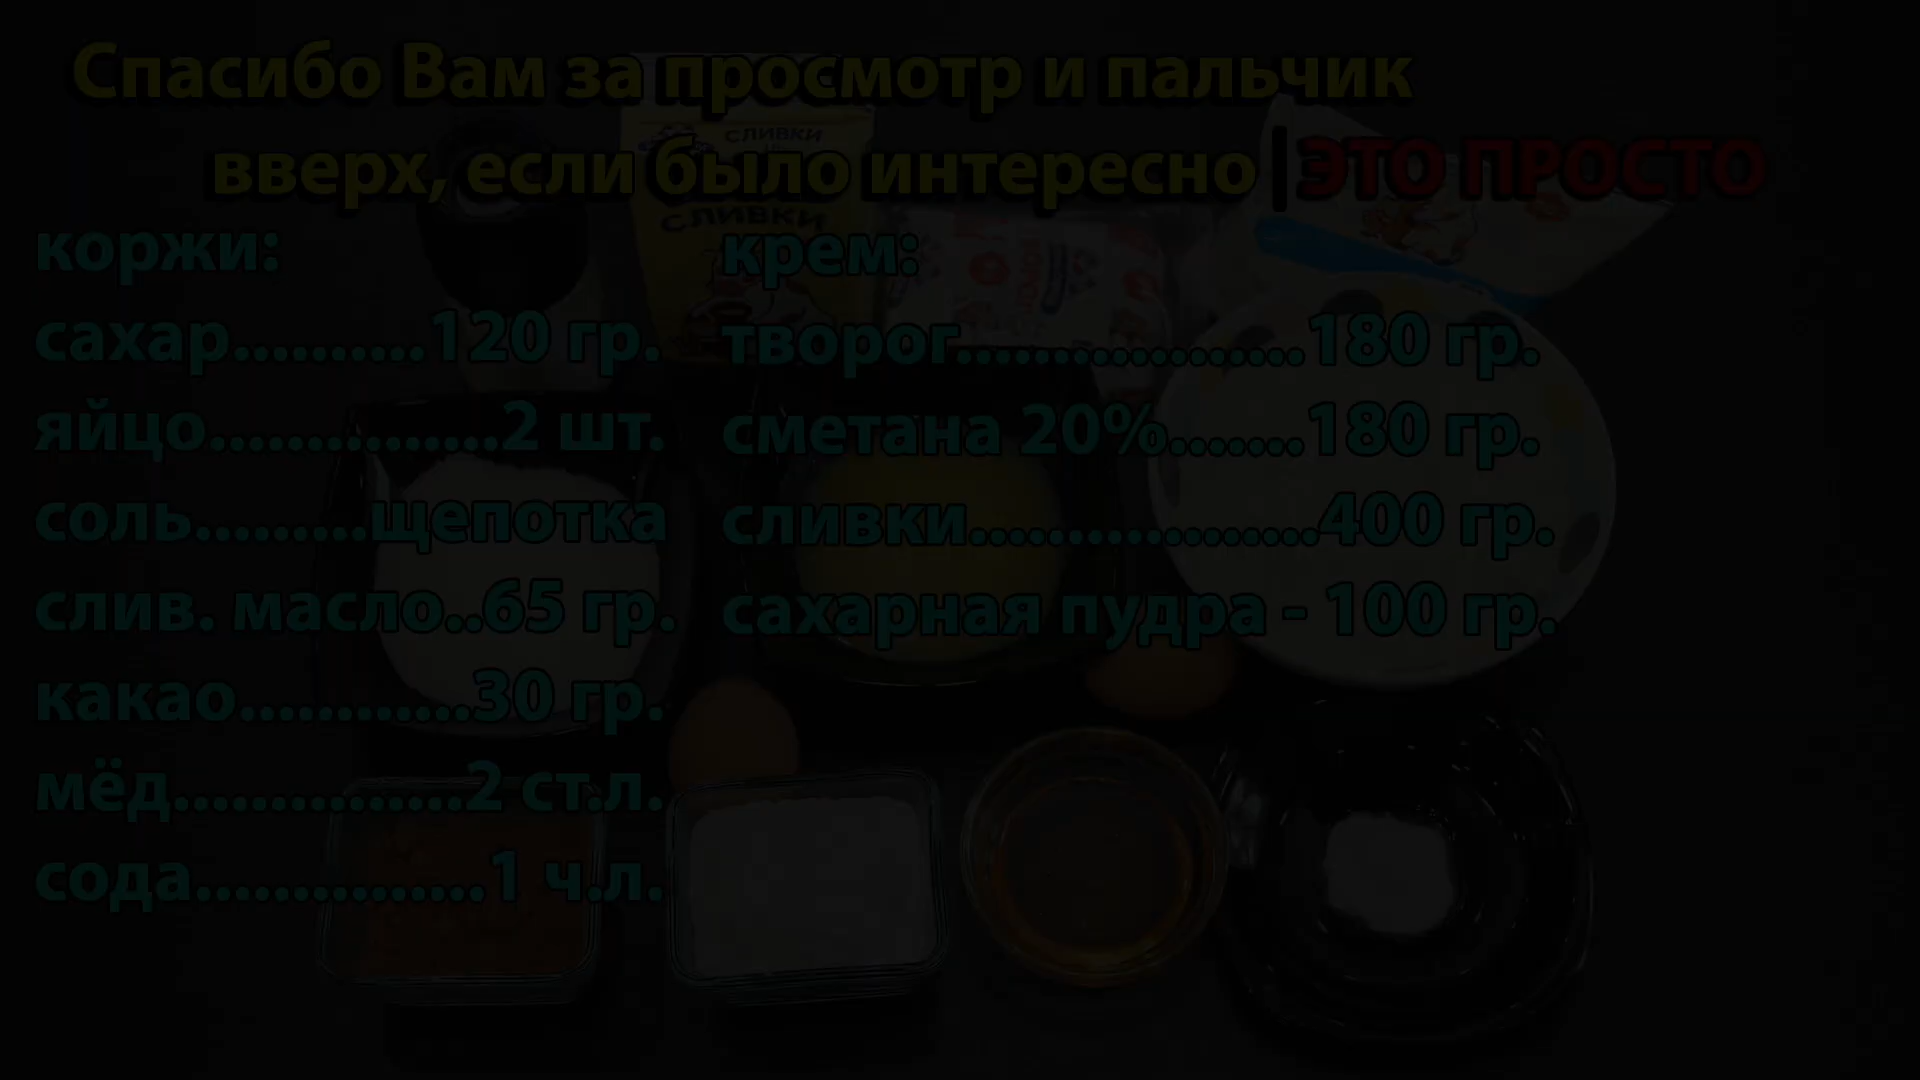 Спасибо Вам за просмотр и пальчик
вверх, если было интересно | ЭТО ПРОСТО
коржи:
сахар..........120 гр.
яйцо...............2 шт.
соль.........щепотка
слив. масло..65 гр.
какао............30 гр.
мёд...............2 ст.л.
сода...............1 ч.л.
крем:
творог..................180 гр.
сметана 20%.......180 гр.
сливки..................400 гр.
сахарная пудра - 100 гр.
СЛИВКИ
СЛИВКИ